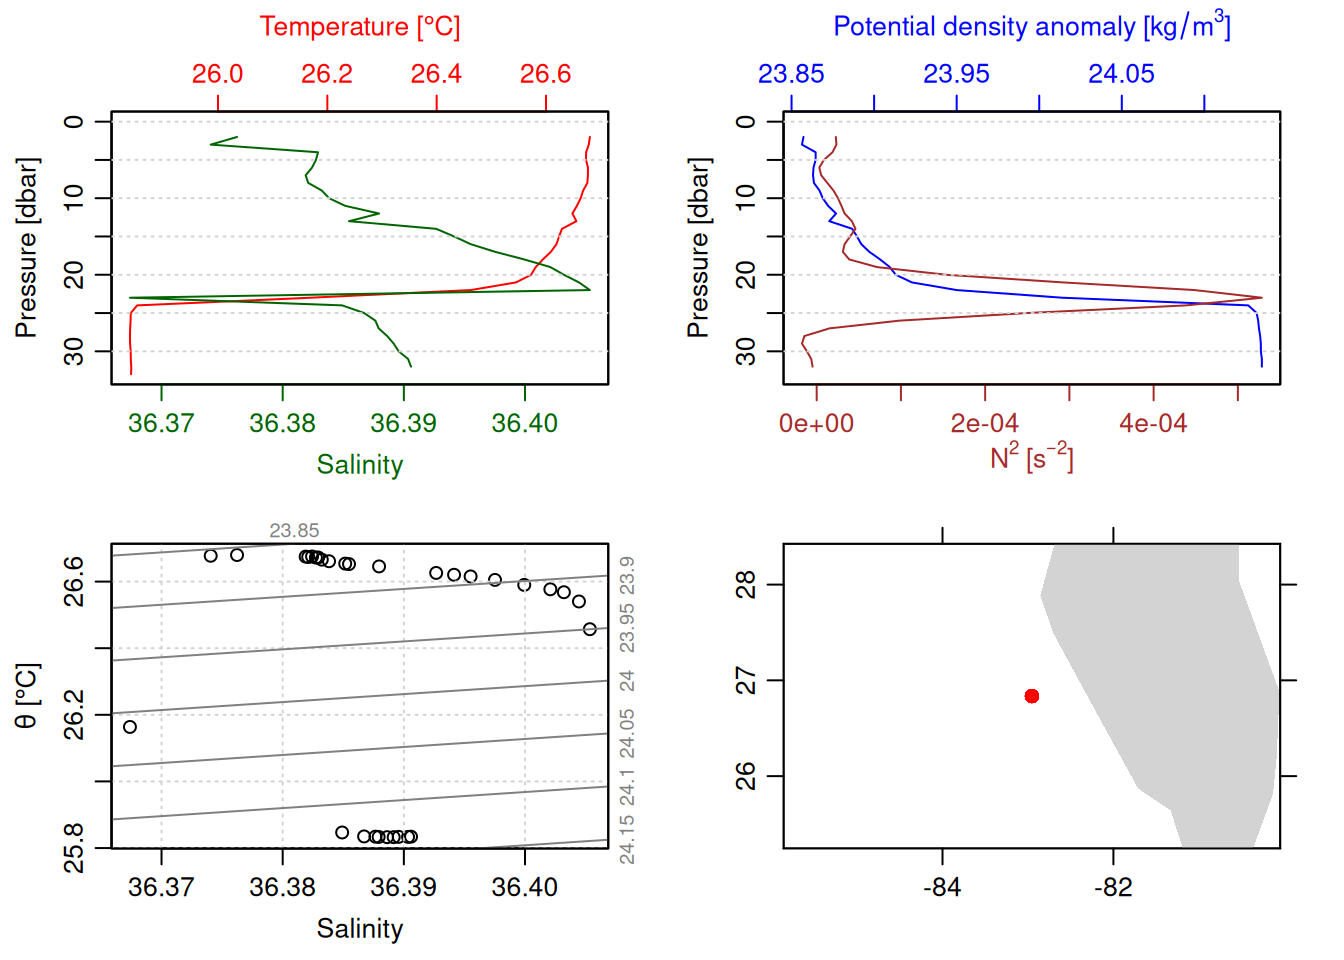 Temperature [°C]
26.0 26.2 26.4 26.6
0
10
20
30
Pressure [dbar]
36.37 36.38 36.39 36.40
Salinity
Potential density anomaly [kg/m³]
23.85 23.95 24.05
0
10
20
30
Pressure [dbar]
0e+00 2e-04 4e-04
N² [s⁻²]
23.85
26.6
26.2
25.8
θ [°C]
23.9
23.95
24
24.05
24.1
24.15
36.37 36.38 36.39 36.40
Salinity
28
27
26
-84 -82